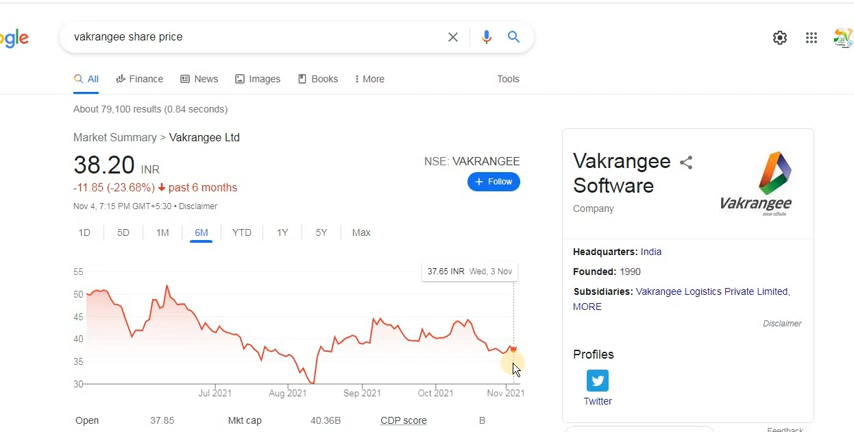 ogle
vakrangee share price
All Finance News Images Books More Tools
About 79,100 results (0.84 seconds)
Market Summary > Vakrangee Ltd
38.20 INR
-11.85 (-23.68%) past 6 months
Nov 4, 7:15 PM GMT+5:30 • Disclaimer
NSE: VAKRANGEE
+ Follow
1D 5D 1M 6M YTD 1Y 5Y Max
37.65 INR Wed, 3 Nov
55
50
45
40
35
30
Jul 2021 Aug 2021 Sep 2021 Oct 2021 Nov 2021
Open 37.85 Mkt cap 40.36B CDP score B
Vakrangee
Software
Company
Vakrangee
Headquarters: India
Founded: 1990
Subsidiaries: Vakrangee Logistics Private Limited,
MORE
Disclaimer
Profiles
Twitter
Feedback